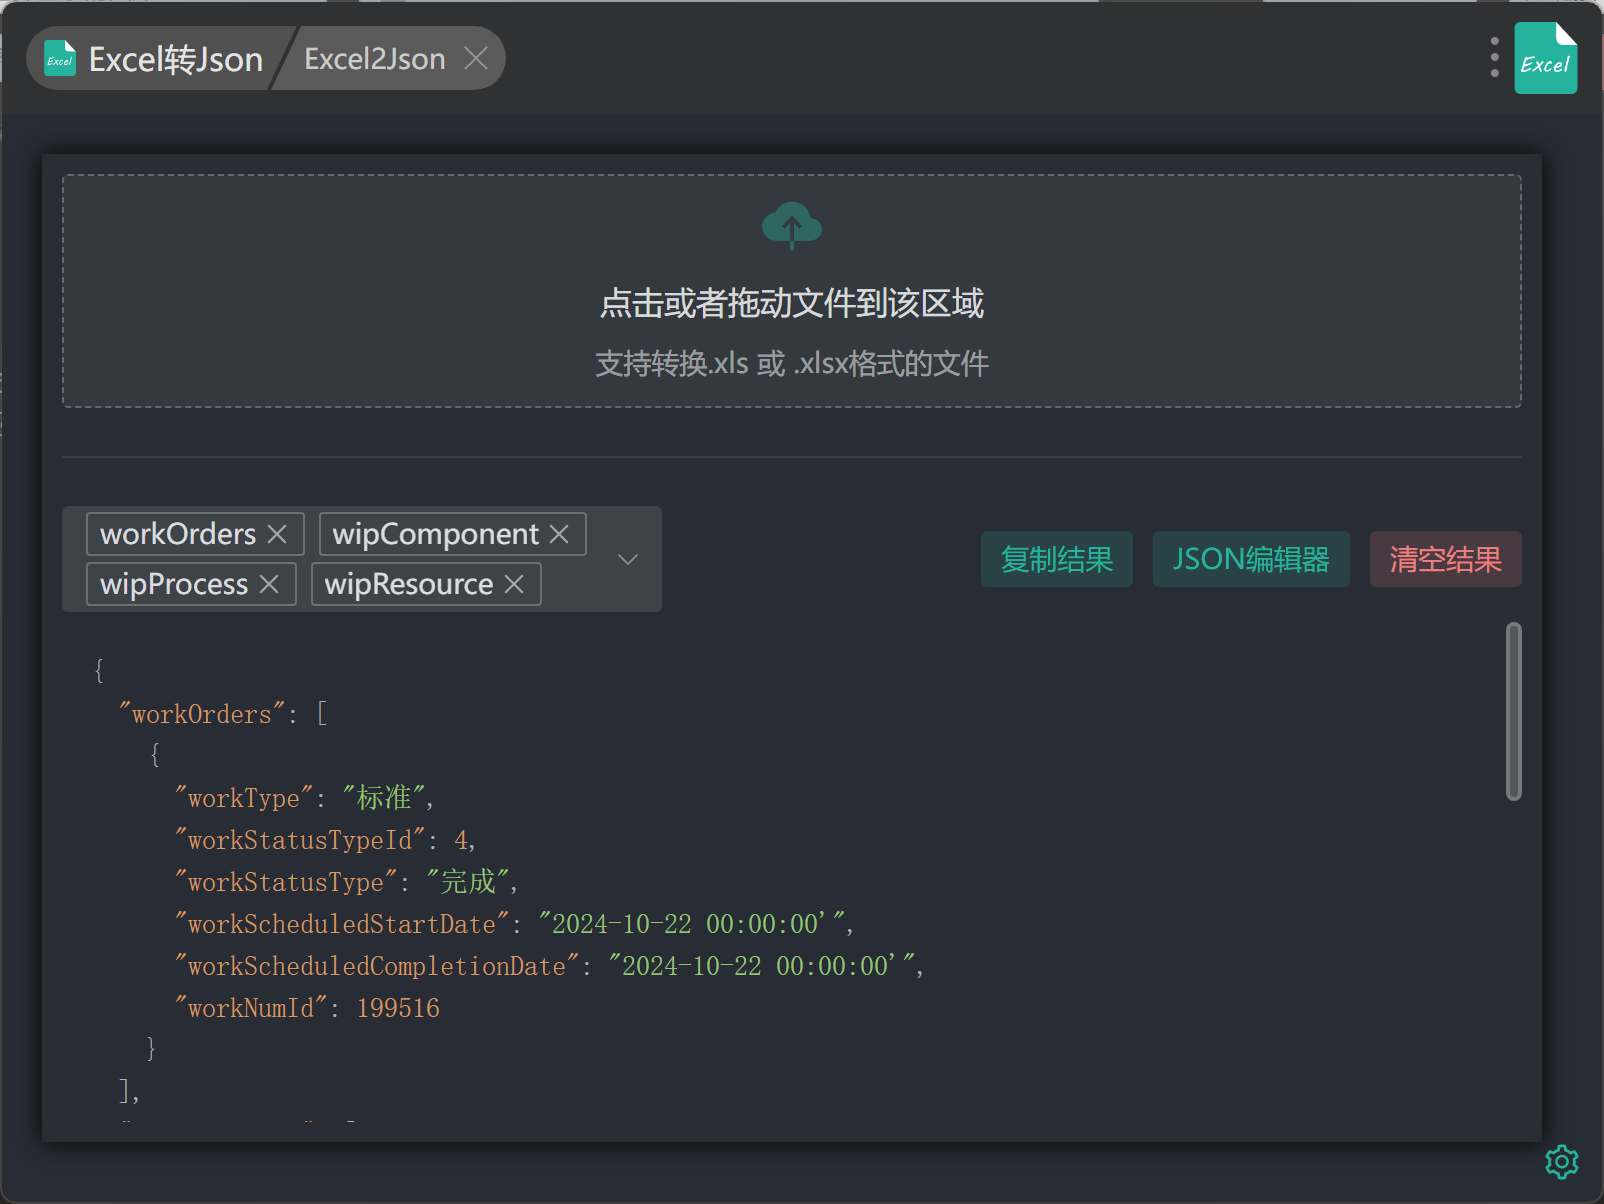 Excel Excel转Json Excel2Json
Excel
点击或者拖动文件到该区域
支持转换.xls 或 .xlsx格式的文件
workOrders wipComponent
wipProcess wipResource
复制结果 JSON编辑器 清空结果
{
"workOrders": [
{
"workType": "标准",
"workStatusTypeId": 4,
"workStatusType": "完成",
"workScheduledStartDate": "2024-10-22 00:00:00'",
"workScheduledCompletionDate": "2024-10-22 00:00:00'",
"workNumId": 199516
}
],